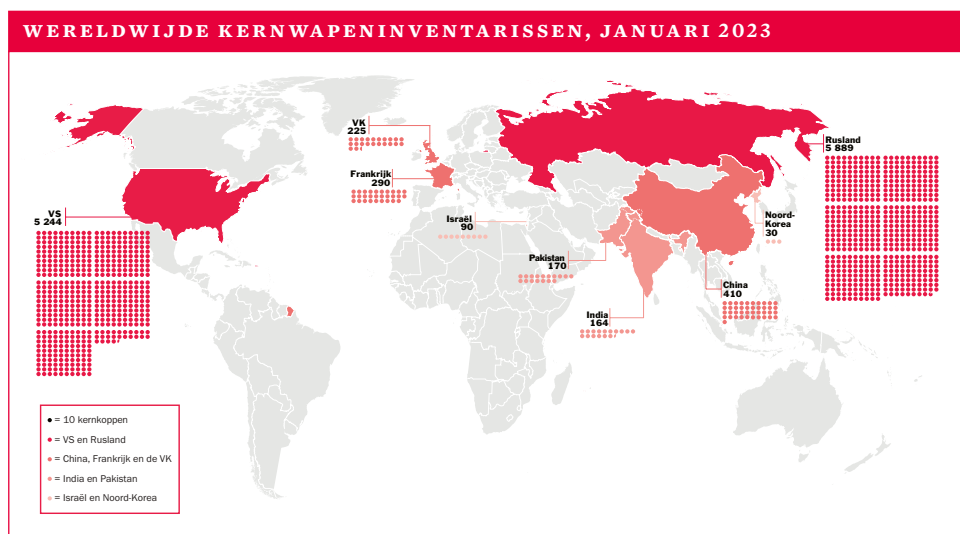 WERELDWIJDE KERNWAPENINVENTARISSEN, JANUARI 2023
VK
225
Rusland
5 889
Frankrijk
290
VS
5 244
Israël
90
Noord-
Korea
30
Pakistan
170
China
410
India
164
= 10 kernkoppen
= VS en Rusland
= China, Frankrijk en de VK
= India en Pakistan
= Israël en Noord-Korea